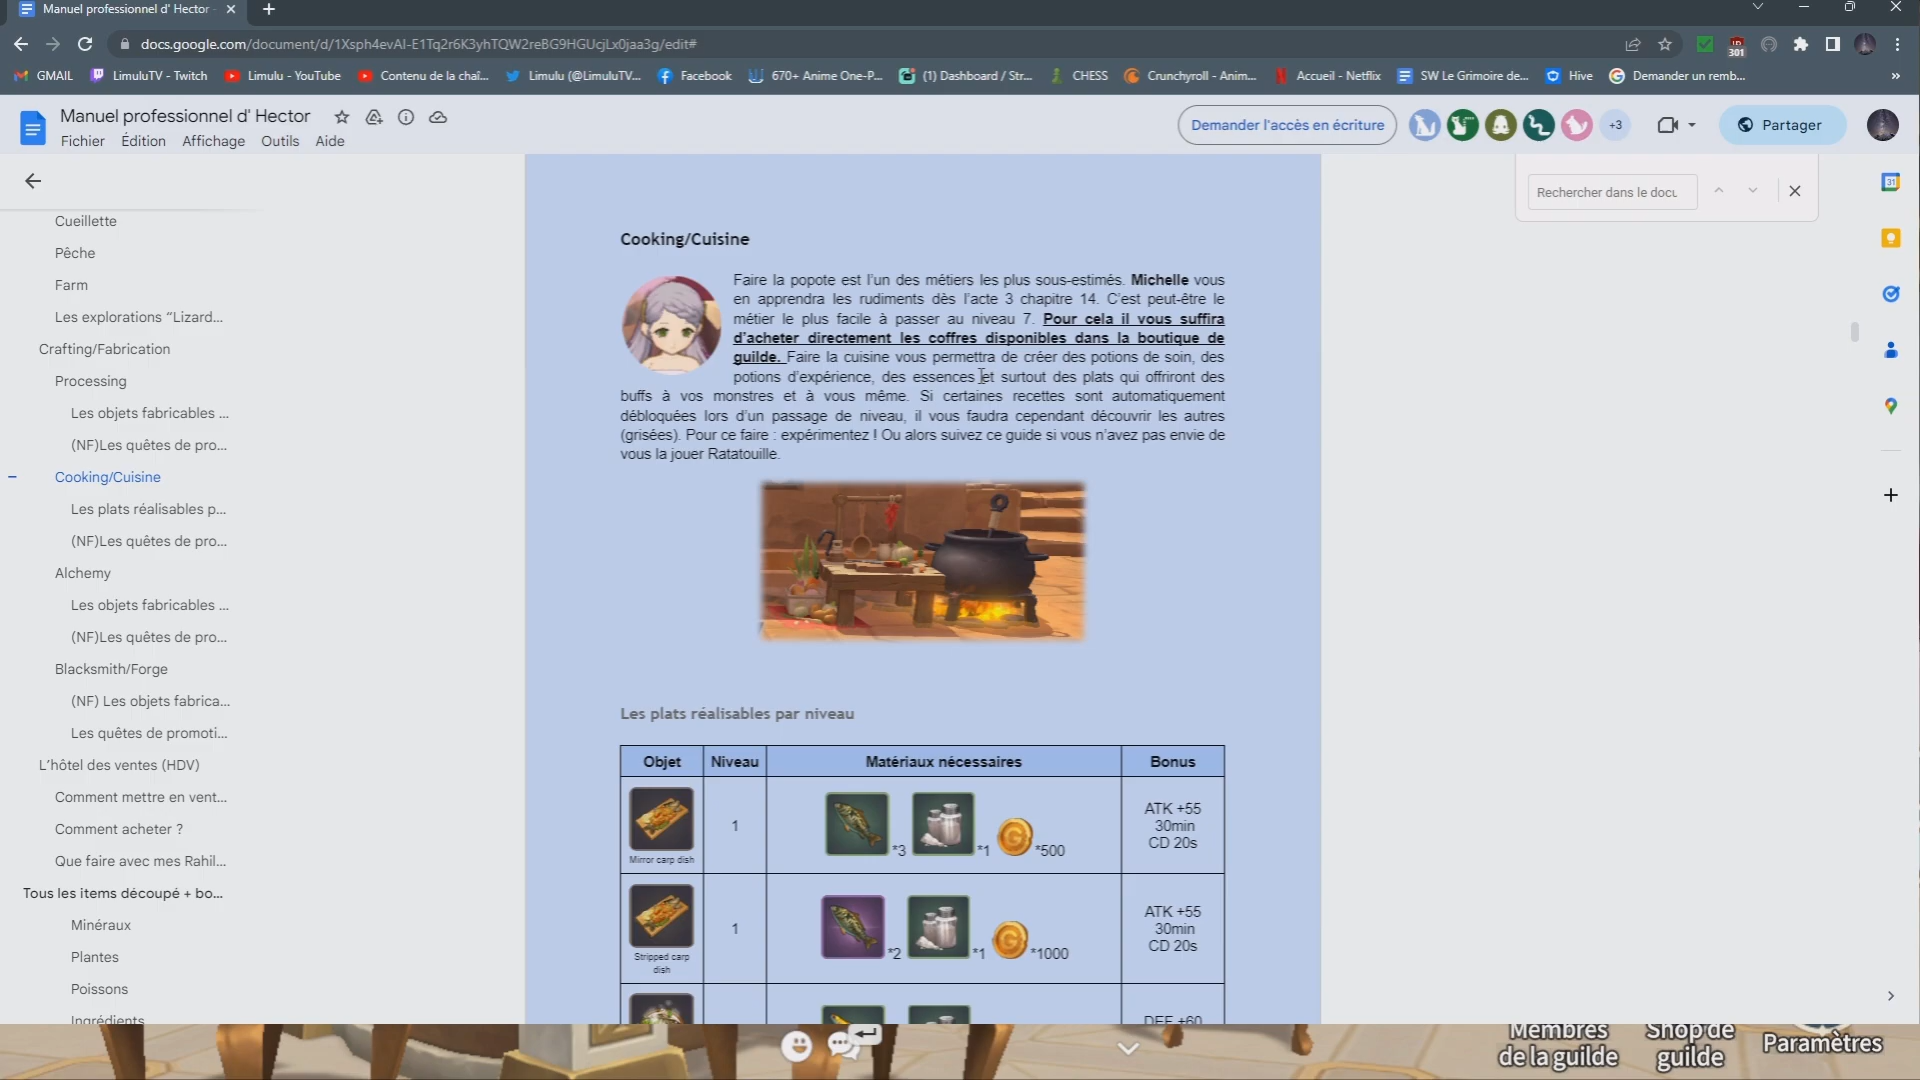 Manuel professionnel d' Hector -
docs.google.com/document/d/1Xsph4evAI-E1Tq2r6K3yhTQW2reBG9HGUcjLx0jaa3g/edit#
301
GMAIL
LimuluTV - Twitch
Limulu - YouTube
Contenu de la chaî...
Limulu (@LimuluTV...
Facebook
670+ Anime One-P...
(1) Dashboard / Str...
CHESS
Crunchyroll - Anim...
Accueil - Netflix
SW Le Grimoire de...
Hive
Demander un remb...
»
Manuel professionnel d' Hector
Fichier Édition Affichage Outils Aide
Demander l'accès en écriture
+3
Partager
Rechercher dans le docu
31
Cueillette
Pêche
Farm
Les explorations “Lizard...
Crafting/Fabrication
Processing
Les objets fabricables ...
(NF)Les quêtes de pro...
Cooking/Cuisine
Les plats réalisables p...
(NF)Les quêtes de pro...
Alchemy
Les objets fabricables ...
(NF)Les quêtes de pro...
Blacksmith/Forge
(NF) Les objets fabrica...
Les quêtes de promoti...
L’hôtel des ventes (HDV)
Comment mettre en vent...
Comment acheter ?
Que faire avec mes Rahil...
Tous les items découpé + bo...
Minéraux
Plantes
Poissons
Ingrédients
Cooking/Cuisine
Faire la popote est l’un des métiers les plus sous-estimés. Michelle vous
en apprendra les rudiments dès l’acte 3 chapitre 14. C’est peut-être le
métier le plus facile à passer au niveau 7. Pour cela il vous suffira
d’acheter directement les coffres disponibles dans la boutique de
guilde. Faire la cuisine vous permettra de créer des potions de soin, des
potions d’expérience, des essences et surtout des plats qui offriront des
buffs à vos monstres et à vous même. Si certaines recettes sont automatiquement
débloquées lors d’un passage de niveau, il vous faudra cependant découvrir les autres
(grisées). Pour ce faire : expérimentez ! Ou alors suivez ce guide si vous n’avez pas envie de
vous la jouer Ratatouille.
Les plats réalisables par niveau
Objet Niveau Matériaux nécessaires Bonus
Mirror carp dish
1
*3 *1 *500
ATK +55
30min
CD 20s
Stripped carp
dish
1
*2 *1 *1000
ATK +55
30min
CD 20s
DEF +60
Membres
de la guilde
Shop de
guilde
Paramètres